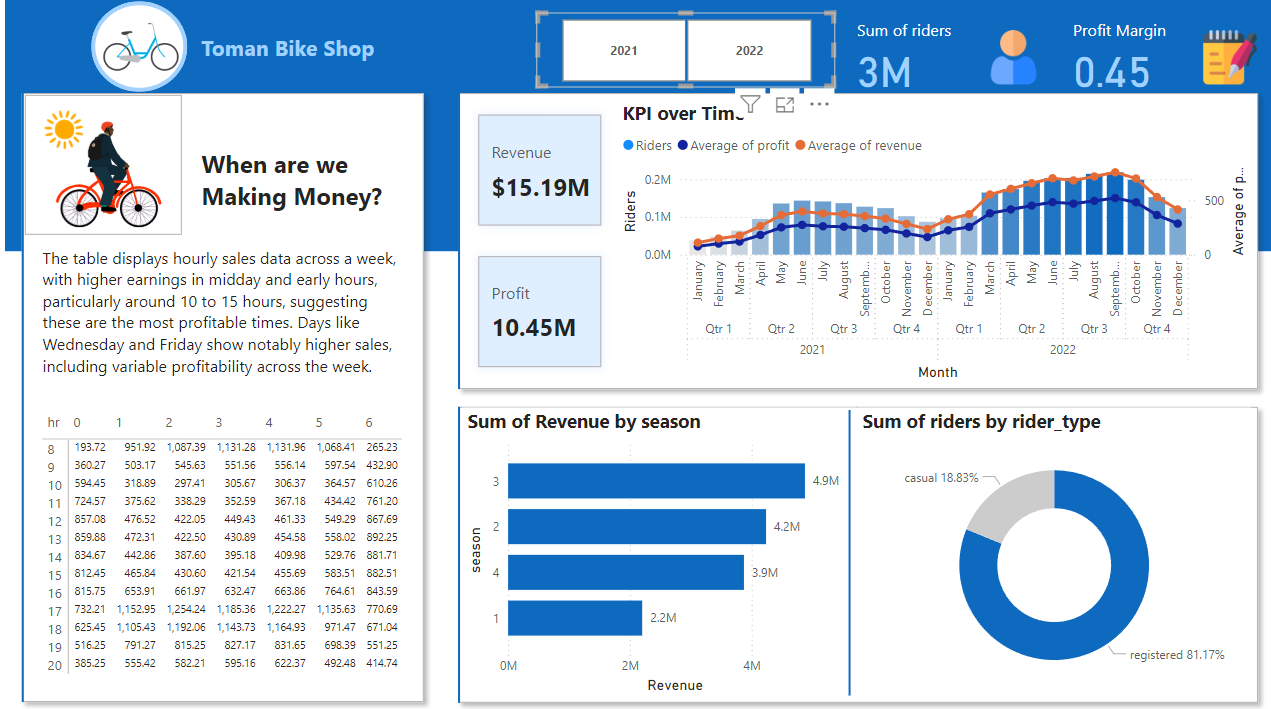 Toman Bike Shop
2021
2022
Sum of riders
3M
Profit Margin
0.45
When are we
Making Money?
The table displays hourly sales data across a week,
with higher earnings in midday and early hours,
particularly around 10 to 15 hours, suggesting
these are the most profitable times. Days like
Wednesday and Friday show notably higher sales,
including variable profitability across the week.
hr 0 1 2 3 4 5 6
8 193.72 951.92 1,087.39 1,131.28 1,131.96 1,068.41 265.23
9 360.27 503.17 545.63 551.56 556.14 597.54 432.90
10 594.45 318.89 297.41 305.67 306.37 364.57 610.26
11 724.57 375.62 338.29 352.59 367.18 434.42 761.20
12 857.08 476.52 422.05 449.43 461.33 549.29 867.69
13 859.88 472.31 422.50 430.89 454.58 558.02 892.25
14 834.67 442.86 387.60 395.18 409.98 529.76 881.71
15 812.45 465.84 430.60 421.54 455.69 583.51 882.51
16 815.75 653.91 661.97 632.47 663.86 764.61 843.59
17 732.21 1,152.95 1,254.24 1,185.36 1,222.27 1,135.63 770.69
18 625.45 1,105.43 1,192.06 1,143.73 1,164.93 971.47 671.04
19 516.25 791.27 815.25 827.17 831.65 698.39 551.25
20 385.25 555.42 582.21 595.16 622.37 492.48 414.74
Revenue
$15.19M
Profit
10.45M
KPI over Time
Riders Average of profit Average of revenue
Riders
0.2M
0.1M
0.0M
500
0
Average of p...
January February March April May June July August Septemb... October November December January February March April May June July August Septemb... October November December
Qtr 1 Qtr 2 Qtr 3 Qtr 4 Qtr 1 Qtr 2 Qtr 3 Qtr 4
2021 2022
Month
Sum of Revenue by season
season
3 4.9M
2 4.2M
4 3.9M
1 2.2M
0M 2M 4M
Revenue
Sum of riders by rider_type
casual 18.83%
registered 81.17%